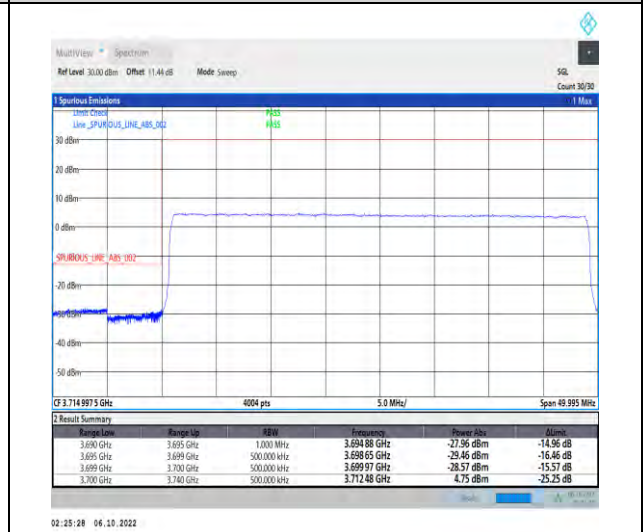 MultiView Spectrum
Ref Level 30.00 dBm Offset 11.44 dB Mode Sweep SGL
Count 30/30
1 Spurious Emissions 1 Max
Limit Check PASS
Line _SPURIOUS_LINE_ABS_002 PASS
30 dBm
20 dBm
10 dBm
0 dBm
_SPURIOUS_LINE_ABS_002
-20 dBm
-30 dBm
-40 dBm
-50 dBm
CF 3.714 997 5 GHz 4004 pts 5.0 MHz/ Span 49.995 MHz
2 Result Summary
Range Low Range Up RBW Frequency Power Abs ΔLimit
3.690 GHz 3.695 GHz 1.000 MHz 3.694 88 GHz -27.96 dBm -14.96 dB
3.695 GHz 3.699 GHz 500.000 kHz 3.698 65 GHz -29.46 dBm -16.46 dB
3.699 GHz 3.700 GHz 500.000 kHz 3.699 97 GHz -28.57 dBm -15.57 dB
3.700 GHz 3.740 GHz 500.000 kHz 3.712 48 GHz 4.75 dBm -25.25 dB
Ready
02:25:28 06.10.2022